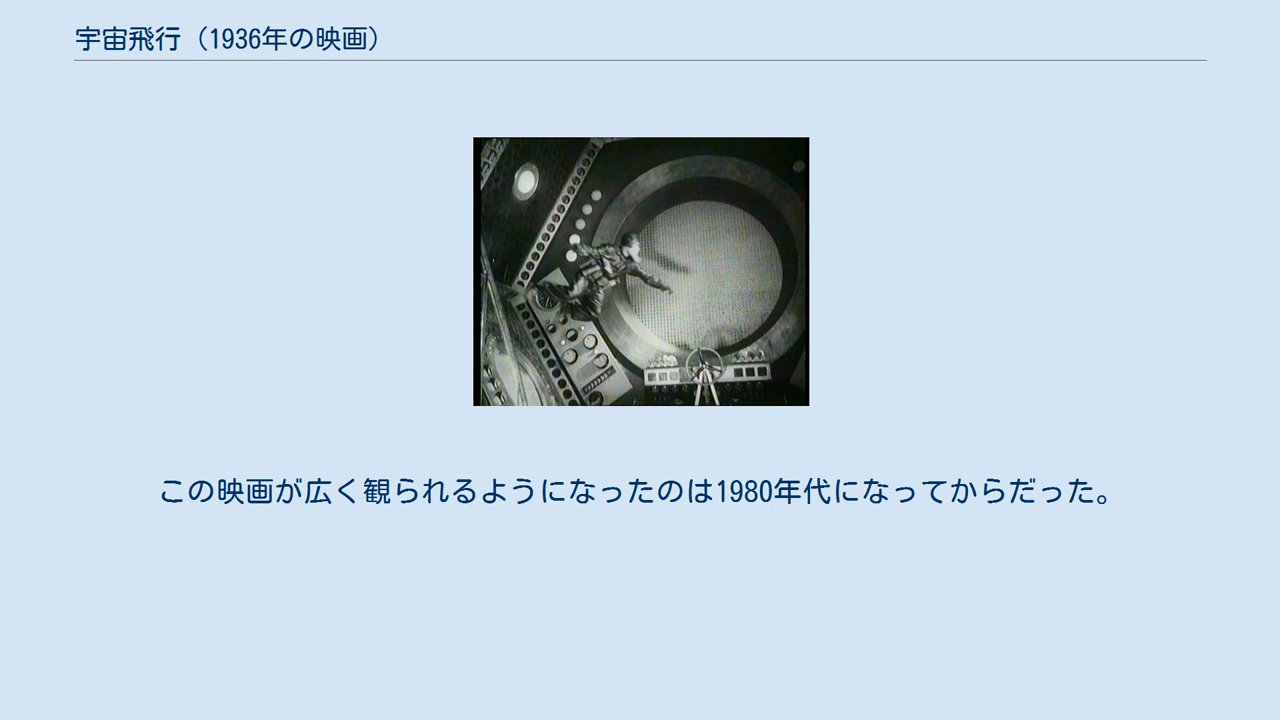 宇宙飛行（1936年の映画）
この映画が広く観られるようになったのは1980年代になってからだった。